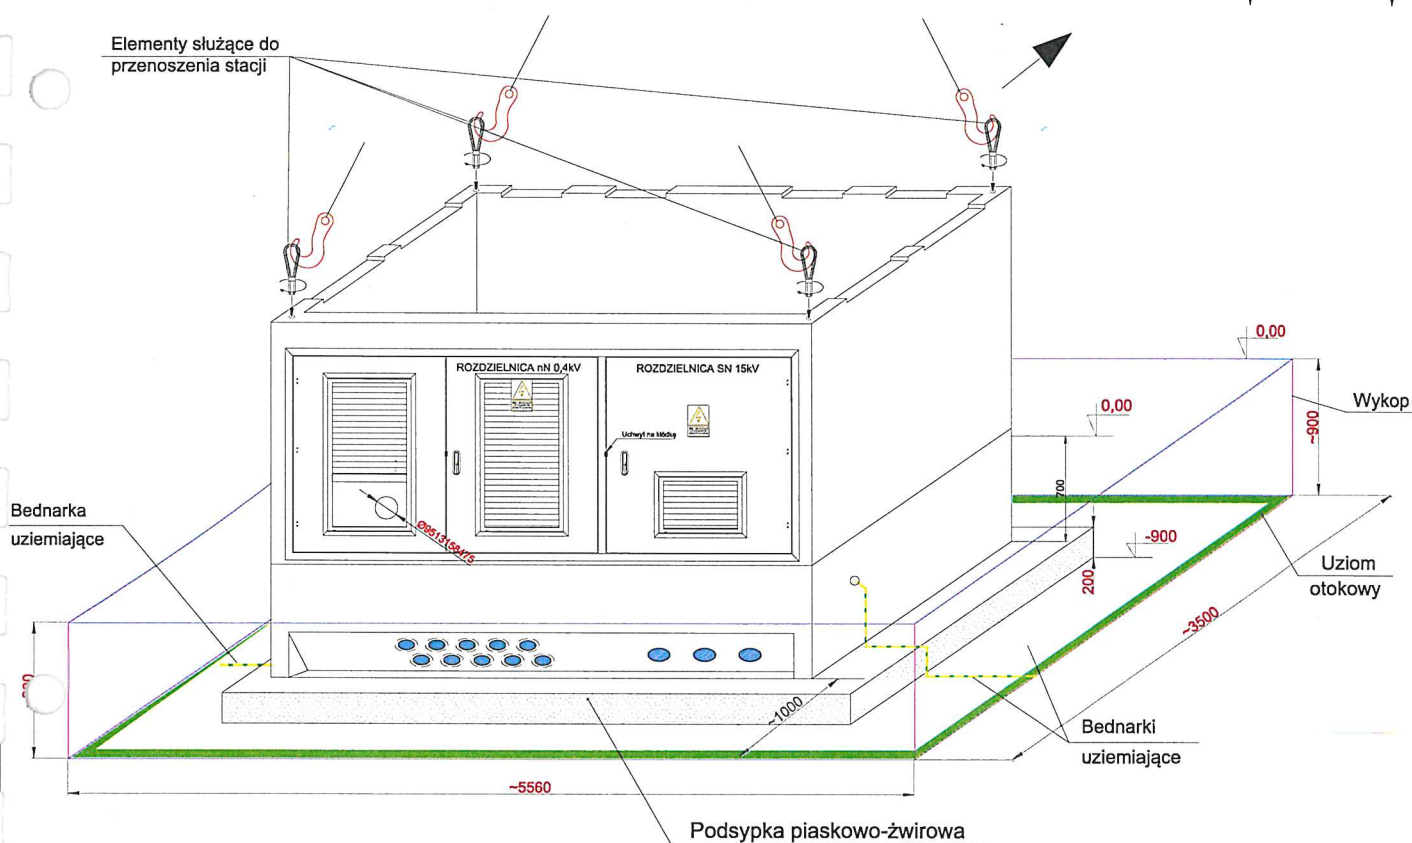 Elementy służące do
przenoszenia stacji
0,00
ROZDZIELNICA nN 0,4kV
ROZDZIELNICA SN 15kV
Wykop
0,00
~900
Uchwyt na kłódkę
700
Bednarka
uziemiające
Ø9513158475
-900
Uziom
otokowy
200
~3500
~1000
Bednarki
uziemiające
~5560
Podsypka piaskowo-żwirowa